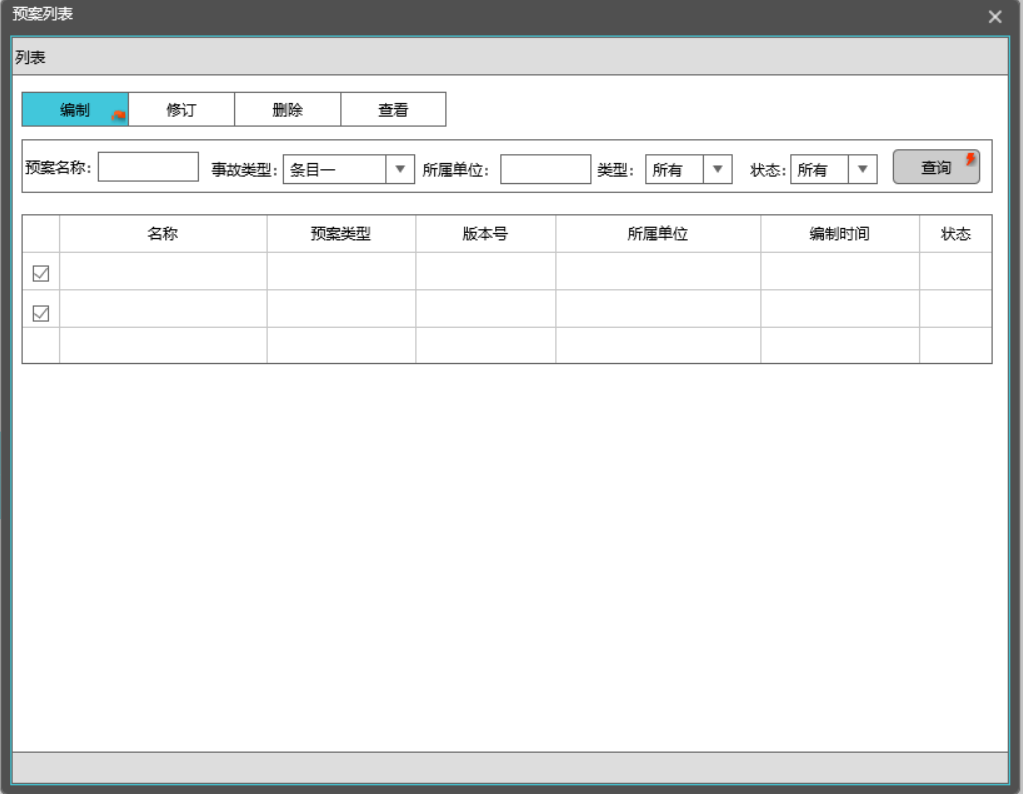 预案列表
列表
编制 修订 删除 查看
预案名称: 事故类型: 条目一 所属单位: 类型: 所有 状态: 所有 查询
名称 预案类型 版本号 所属单位 编制时间 状态